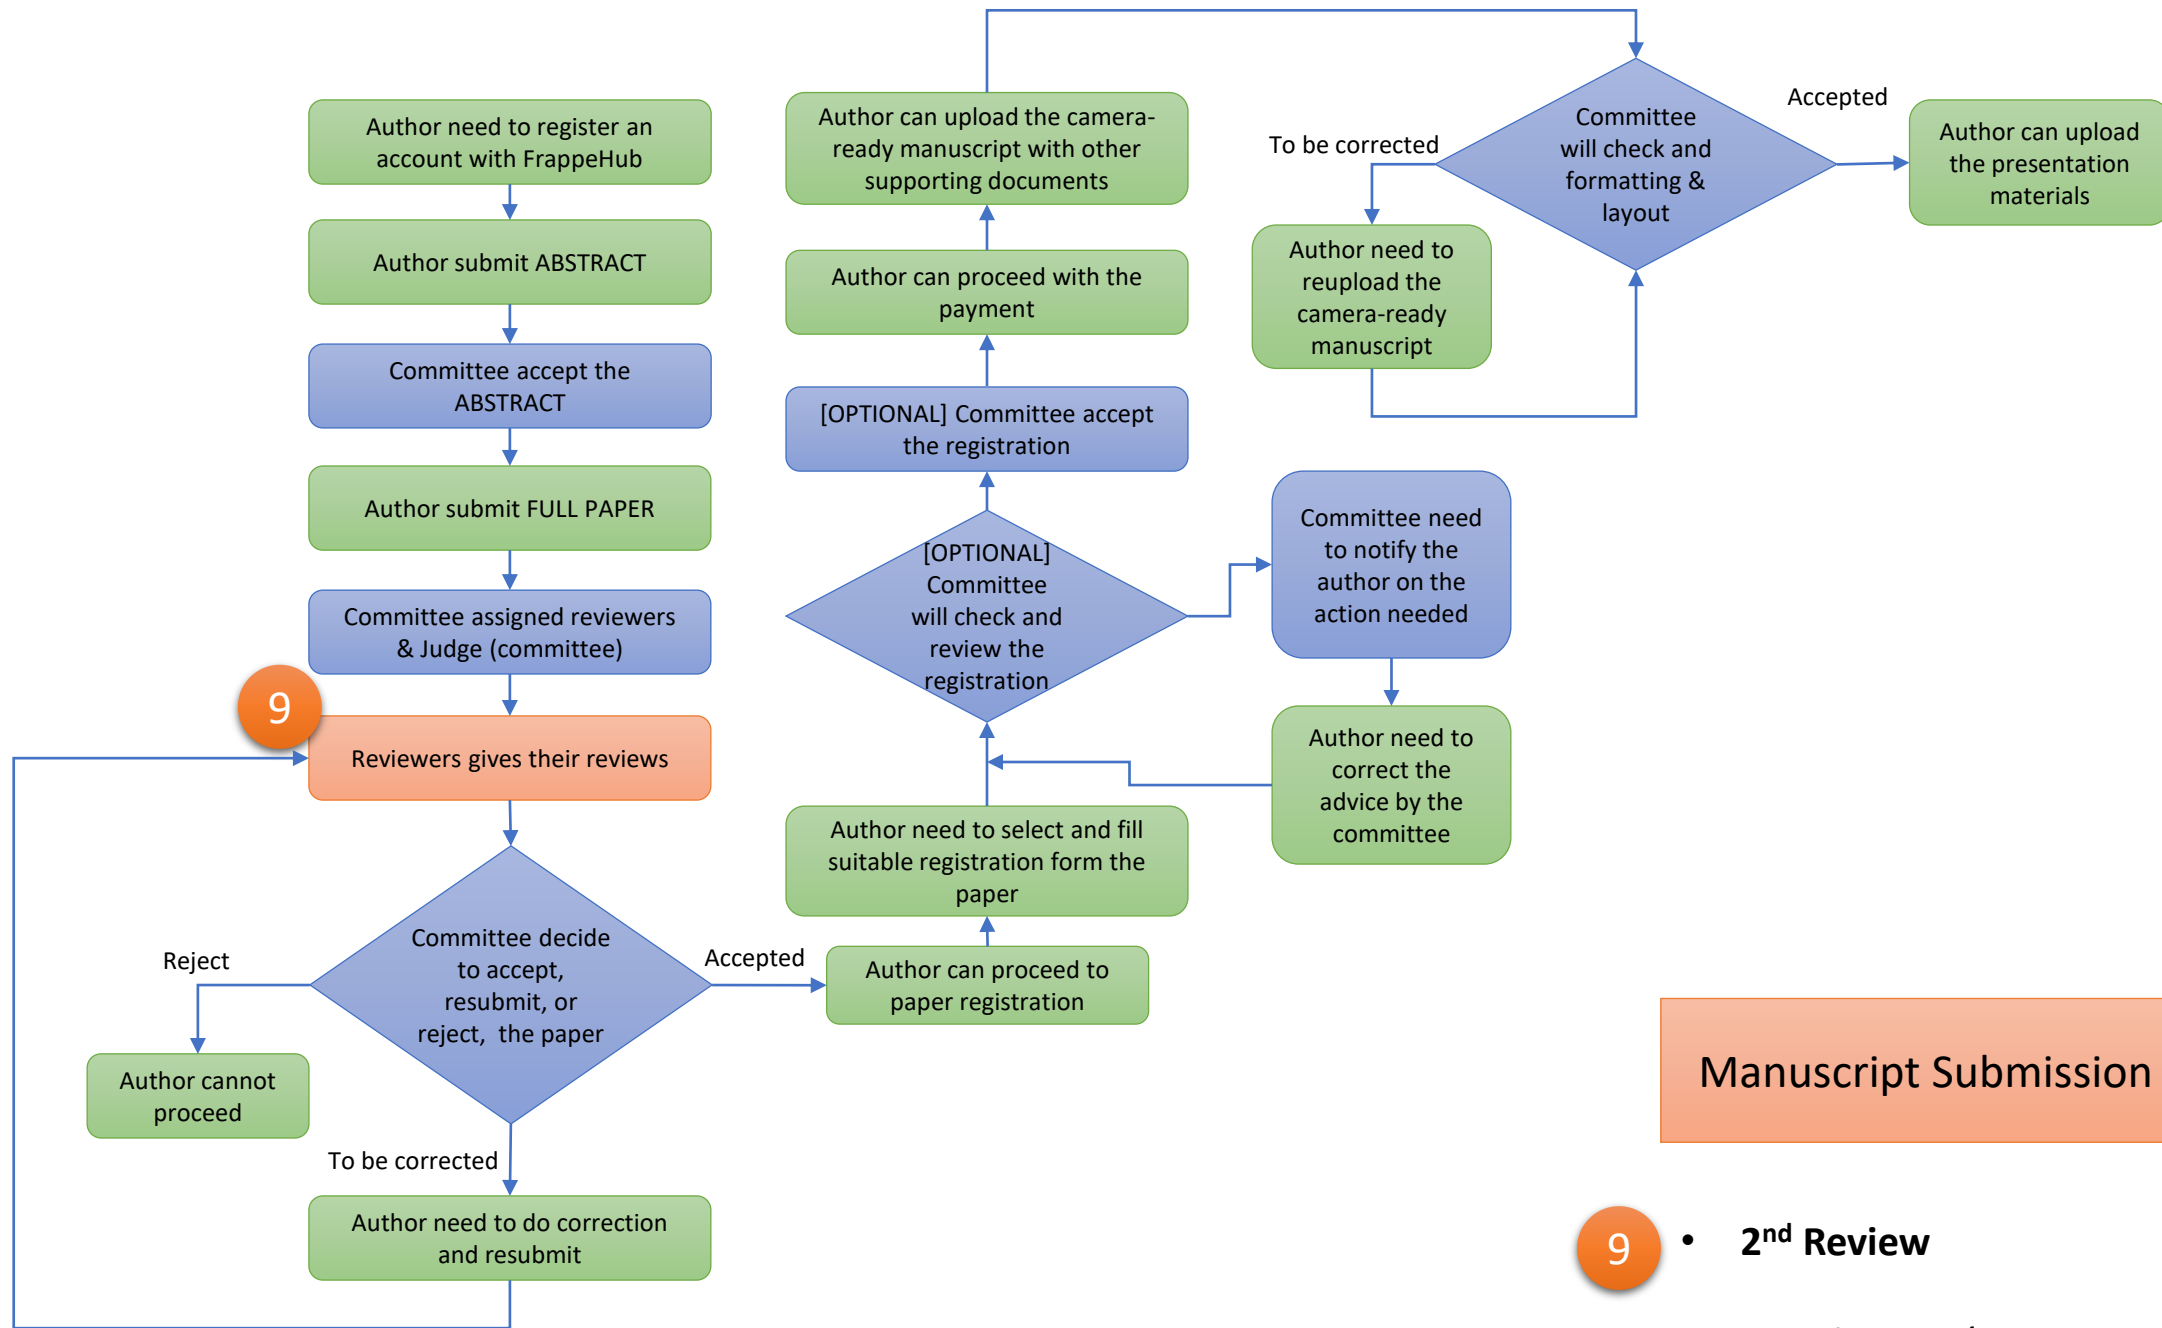 Author need to register an
account with FrappeHub
Author submit ABSTRACT
Committee accept the
ABSTRACT
Author submit FULL PAPER
Committee assigned reviewers
& Judge (committee)
9
Reviewers gives their reviews
Committee decide
to accept,
resubmit, or
reject, the paper
Reject
Author cannot
proceed
To be corrected
Author need to do correction
and resubmit
Accepted
Author can proceed to
paper registration
Author need to select and fill
suitable registration form the
paper
[OPTIONAL]
Committee
will check and
review the
registration
Committee need
to notify the
author on the
action needed
Author need to
correct the
advice by the
committee
[OPTIONAL] Committee accept
the registration
Author can proceed with the
payment
Author can upload the camera-
ready manuscript with other
supporting documents
Committee
will check and
formatting &
layout
To be corrected
Author need to
reupload the
camera-ready
manuscript
Accepted
Author can upload
the presentation
materials
Manuscript Submission
9
• 2nd Review